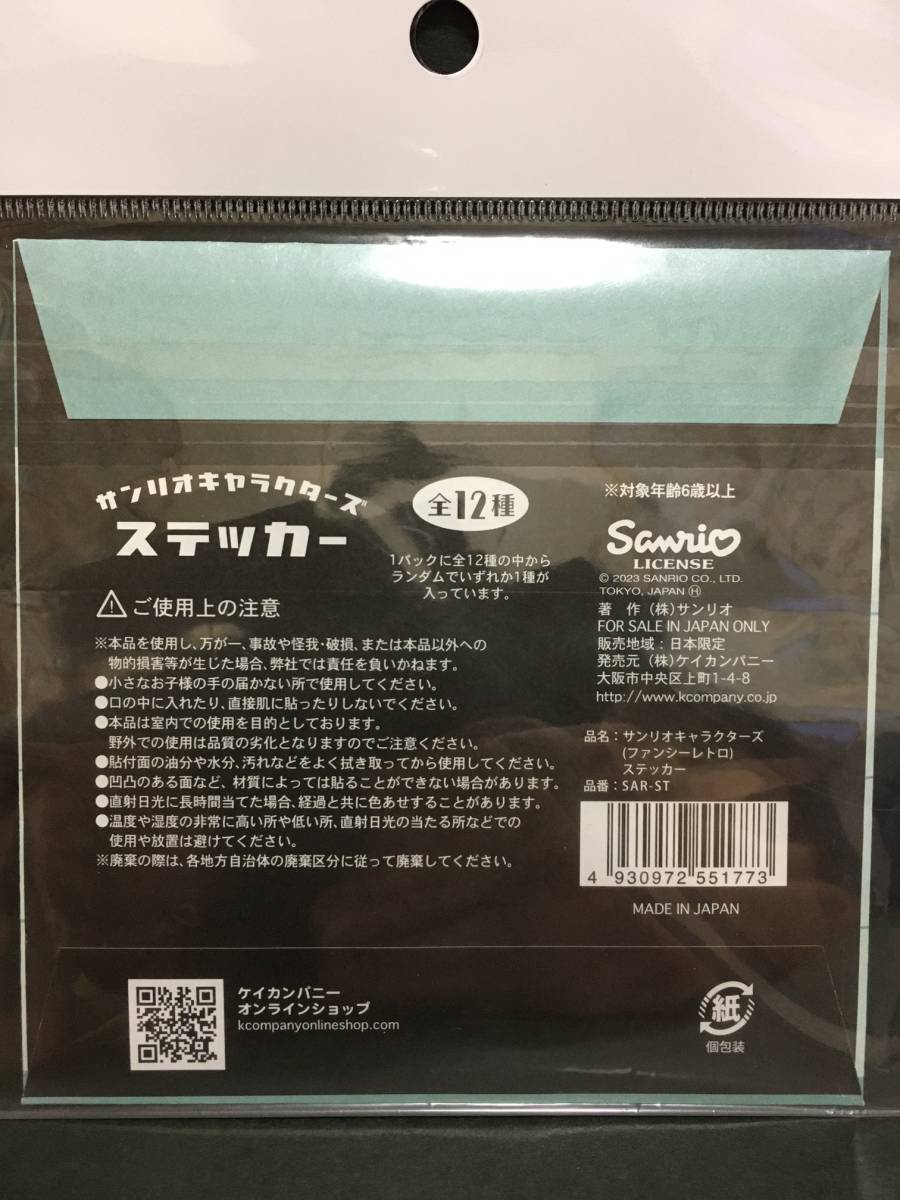 サンリオキャラクターズ
ステッカー
全12種
1パックに全12種の中から
ランダムでいずれか1種が
入っています。
⚠ご使用上の注意
※本品を使用し、万が一、事故や怪我・破損、または本品以外への
物的損害等が生じた場合、弊社では責任を負いかねます。
●小さなお子様の手の届かない所で使用してください。
●口の中に入れたり、直接肌に貼ったりしないでください。
●本品は室内での使用を目的としております。
野外での使用は品質の劣化となりますのでご注意ください。
●貼付面の油分や水分、汚れなどをよく拭き取ってから使用してください。
●凹凸のある面など、材質によっては貼ることができない場合があります。
●直射日光に長時間当てた場合、経過と共に色あせすることがあります。
●温度や湿度の非常に高い所や低い所、直射日光の当たる所などでの
使用や放置は避けてください。
※廃棄の際は、各地方自治体の廃棄区分に従って廃棄してください。
※対象年齢6歳以上
Sanrio
LICENSE
© 2023 SANRIO CO., LTD.
TOKYO, JAPAN Ⓗ
著 作 (株)サンリオ
FOR SALE IN JAPAN ONLY
販売地域:日本限定
発売元 (株)ケイカンパニー
大阪市中央区上町1-4-8
http://www.kcompany.co.jp
品名:サンリオキャラクターズ
(ファンシーレトロ)
ステッカー
品番:SAR-ST
4 930972 551773
MADE IN JAPAN
ケイカンパニー
オンラインショップ
kcompanyonlineshop.com
紙
個包装